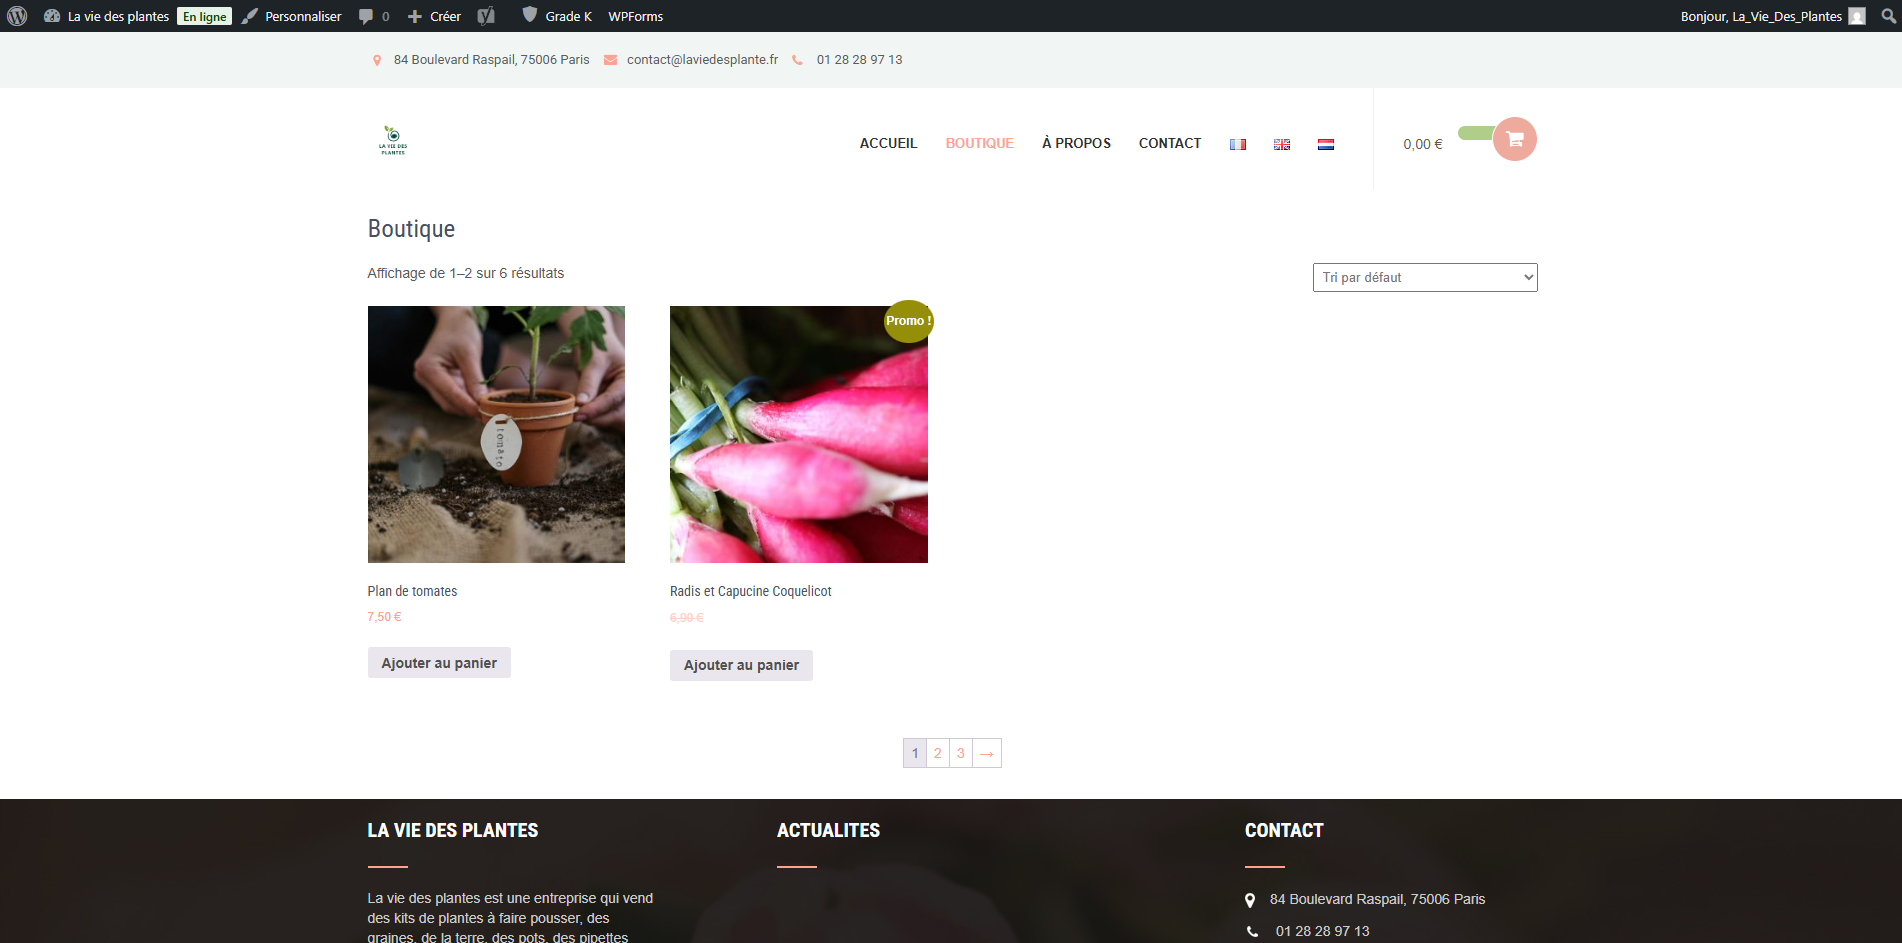 La vie des plantes En ligne Personnaliser 0 Créer Grade K WPForms Bonjour, La_Vie_Des_Plantes
84 Boulevard Raspail, 75006 Paris contact@laviedesplante.fr 01 28 28 97 13
LA VIE DES
PLANTES
ACCUEIL BOUTIQUE À PROPOS CONTACT 0,00 €
Boutique
Affichage de 1–2 sur 6 résultats Tri par défaut
Promo !
tomato
Plan de tomates Radis et Capucine Coquelicot
7,50 € 6,90 €
Ajouter au panier Ajouter au panier
1 2 3 →
LA VIE DES PLANTES ACTUALITES CONTACT
La vie des plantes est une entreprise qui vend 84 Boulevard Raspail, 75006 Paris
des kits de plantes à faire pousser, des
graines, de la terre, des pots, des pipettes 01 28 28 97 13